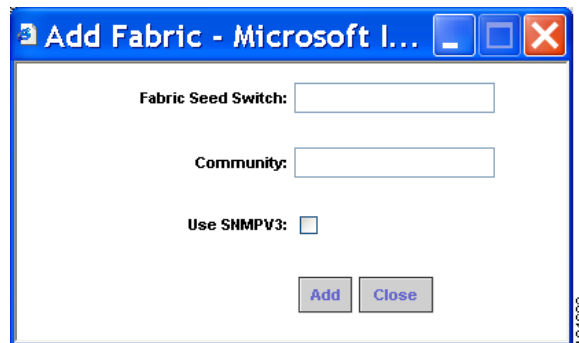 Add Fabric - Microsoft I...
Fabric Seed Switch:
Community:
Use SNMPV3:
Add Close